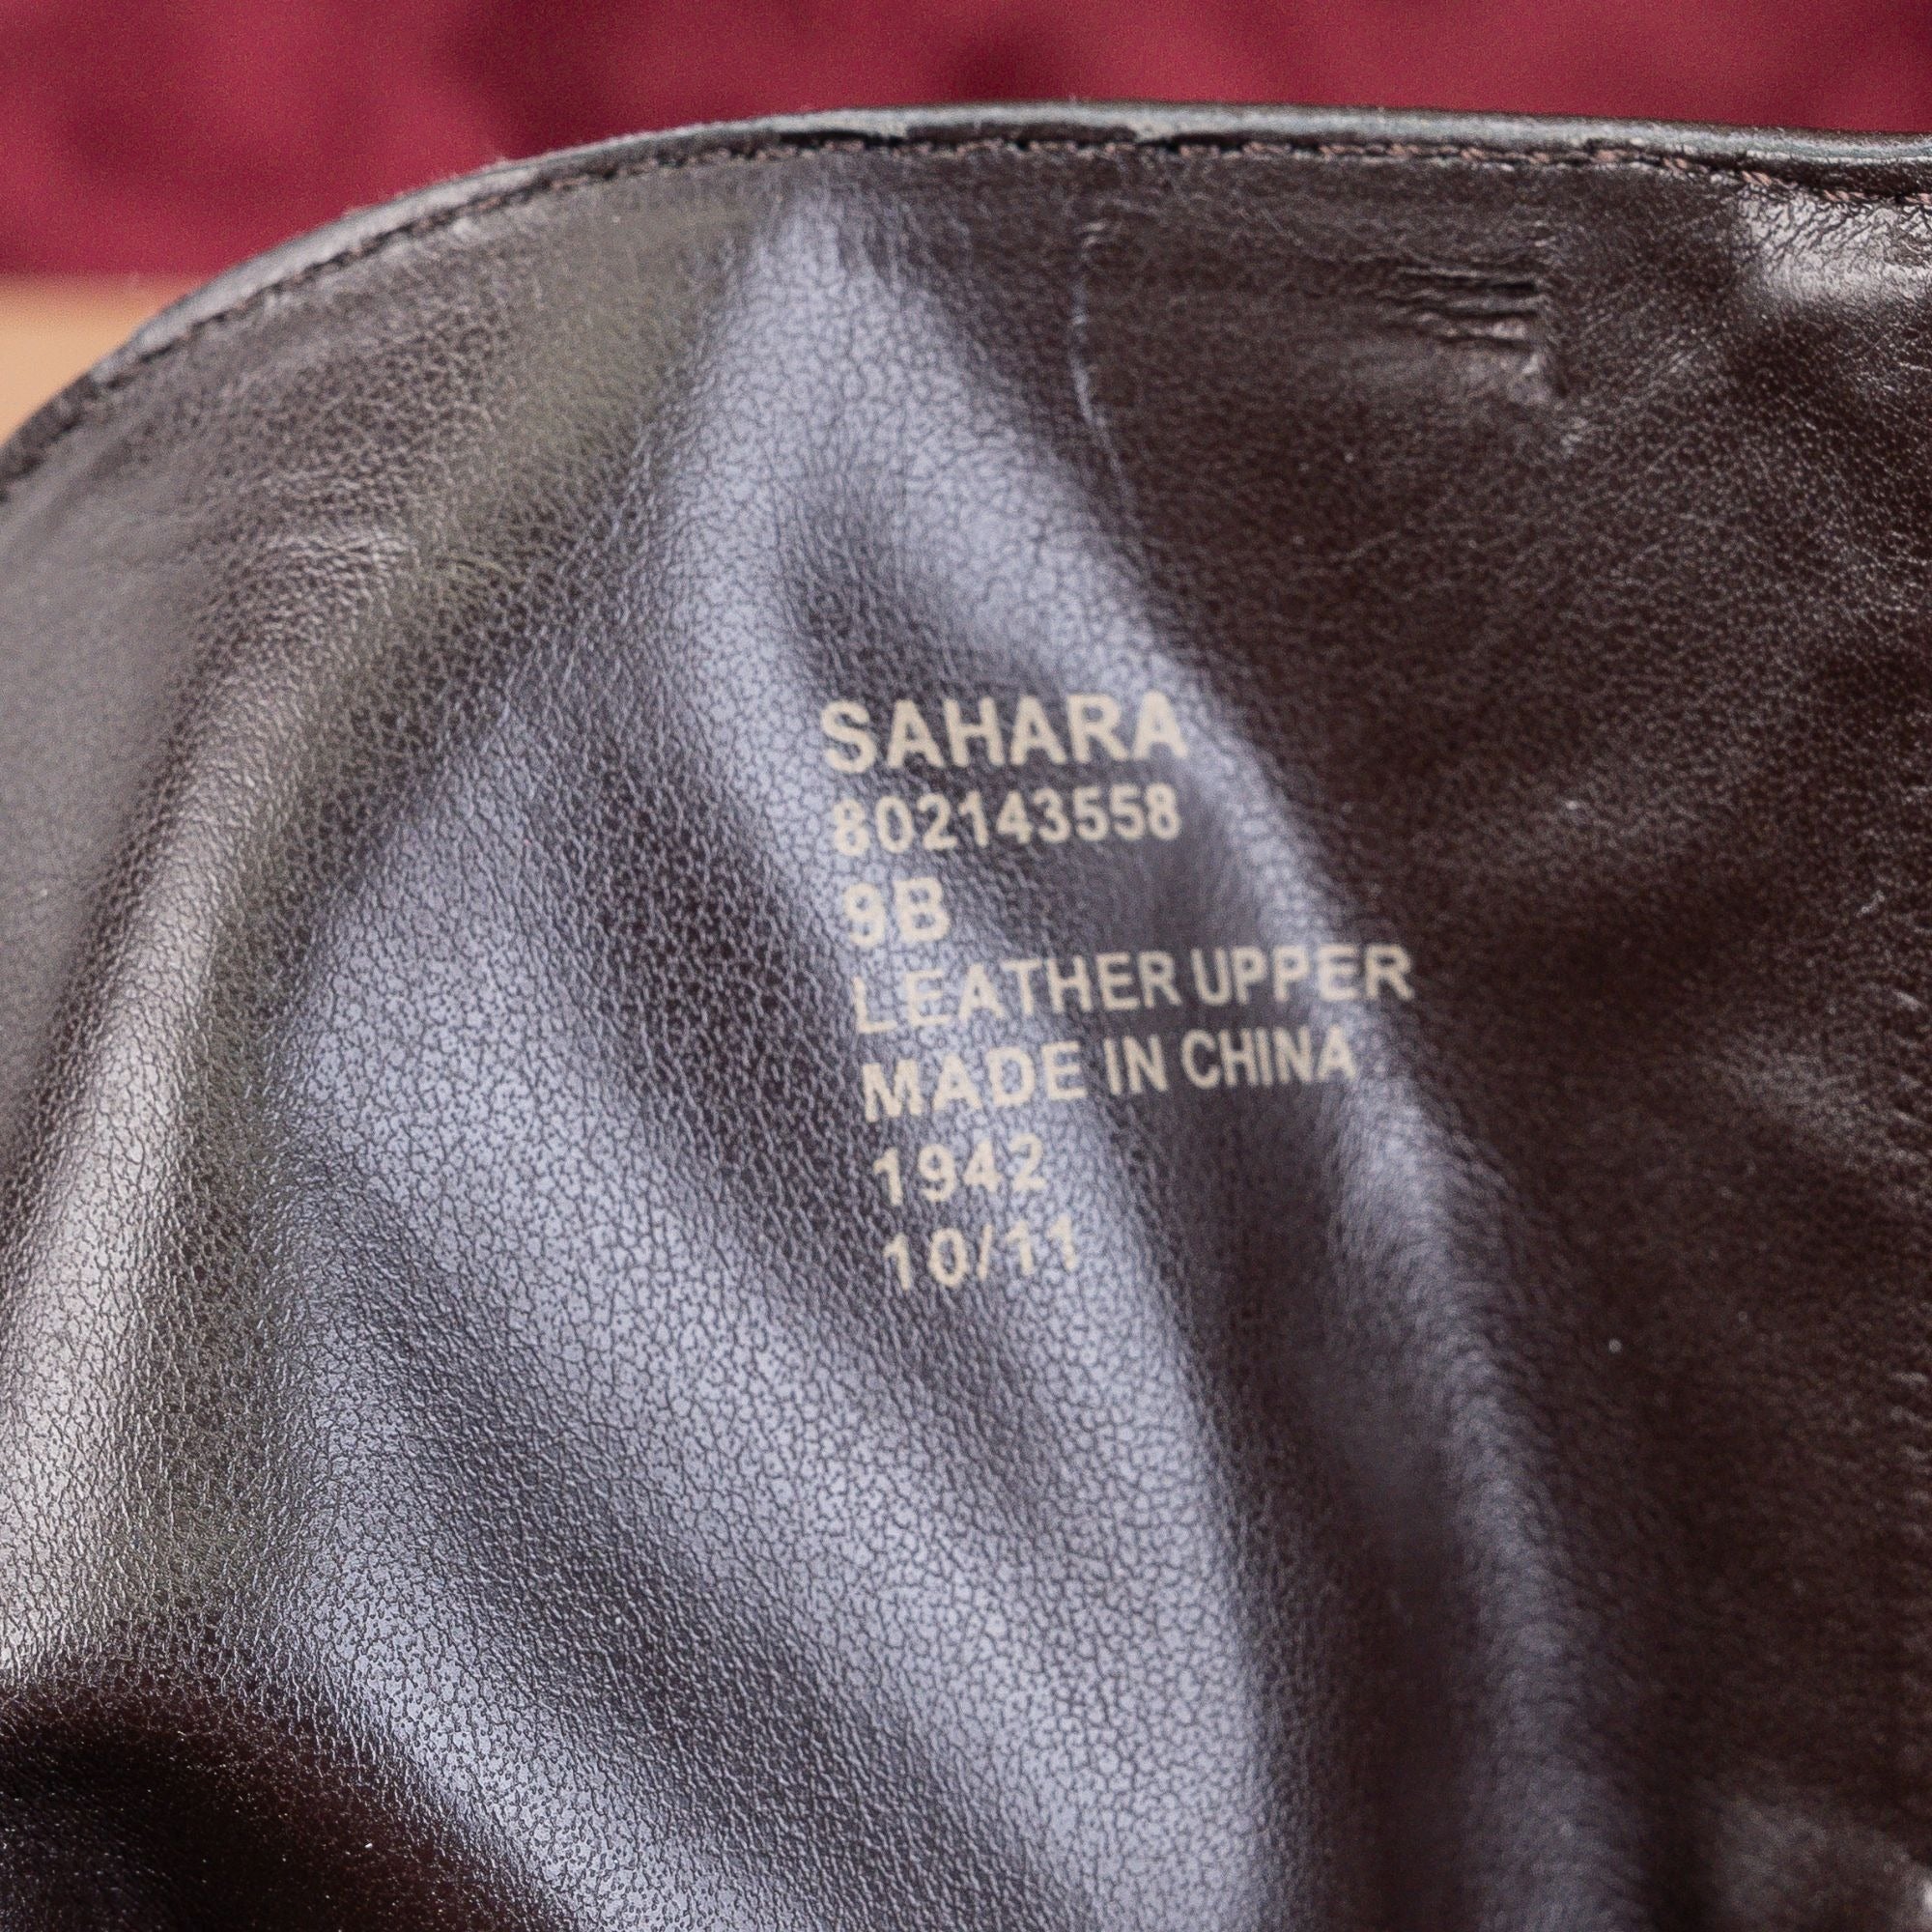 SAHARA
802143558
9B
LEATHER UPPER
MADE IN CHINA
1942
10/11